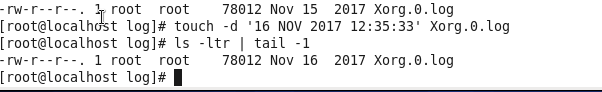 -rw-r--r--. 1 root  root    78012 Nov 15  2017 Xorg.0.log
[root@localhost log]# touch -d '16 NOV 2017 12:35:33' Xorg.0.log
[root@localhost log]# ls -ltr | tail -1
-rw-r--r--. 1 root  root    78012 Nov 16  2017 Xorg.0.log
[root@localhost log]#